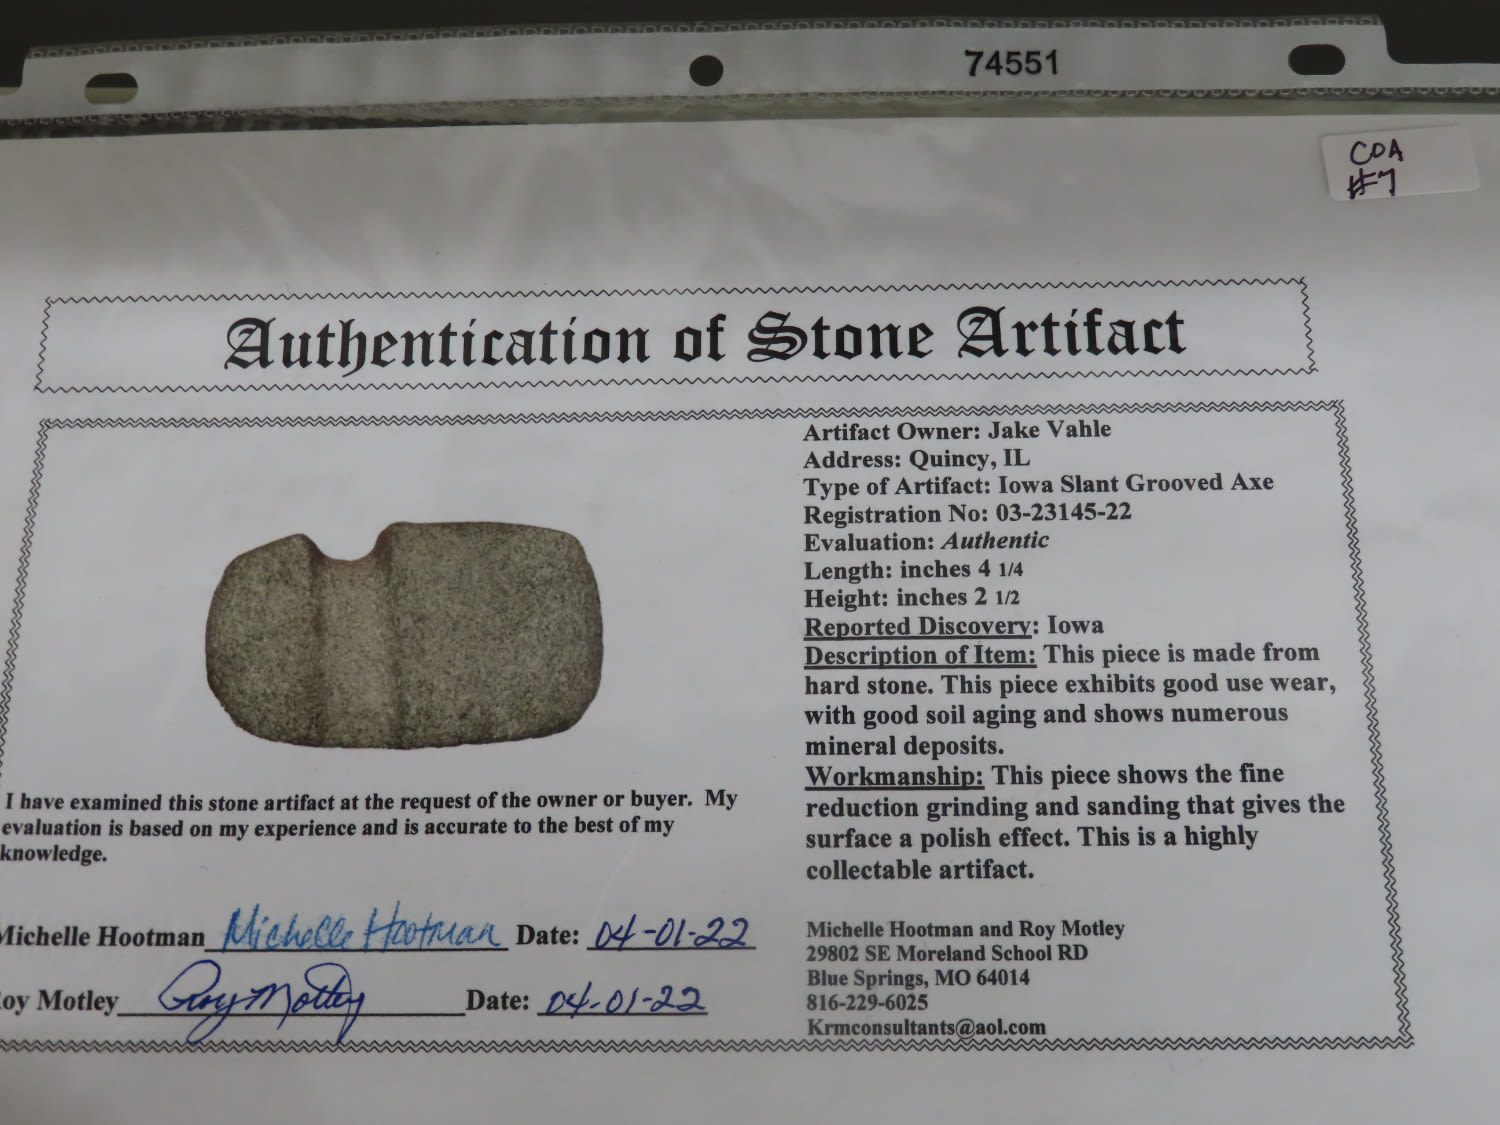 74551
COA
#7
Authentication of Stone Artifact
Artifact Owner: Jake Vahle
Address: Quincy, IL
Type of Artifact: Iowa Slant Grooved Axe
Registration No: 03-23145-22
Evaluation: Authentic
Length: inches 4 1/4
Height: inches 2 1/2
Reported Discovery: Iowa
Description of Item: This piece is made from
hard stone. This piece exhibits good use wear,
with good soil aging and shows numerous
mineral deposits.
Workmanship: This piece shows the fine
reduction grinding and sanding that gives the
surface a polish effect. This is a highly
collectable artifact.
I have examined this stone artifact at the request of the owner or buyer. My
evaluation is based on my experience and is accurate to the best of my
knowledge.
Michelle Hootman Michelle Hootman Date: 04-01-22
oy Motley Roy Motley Date: 04-01-22
Michelle Hootman and Roy Motley
29802 SE Moreland School RD
Blue Springs, MO 64014
816-229-6025
Krmconsultants@aol.com